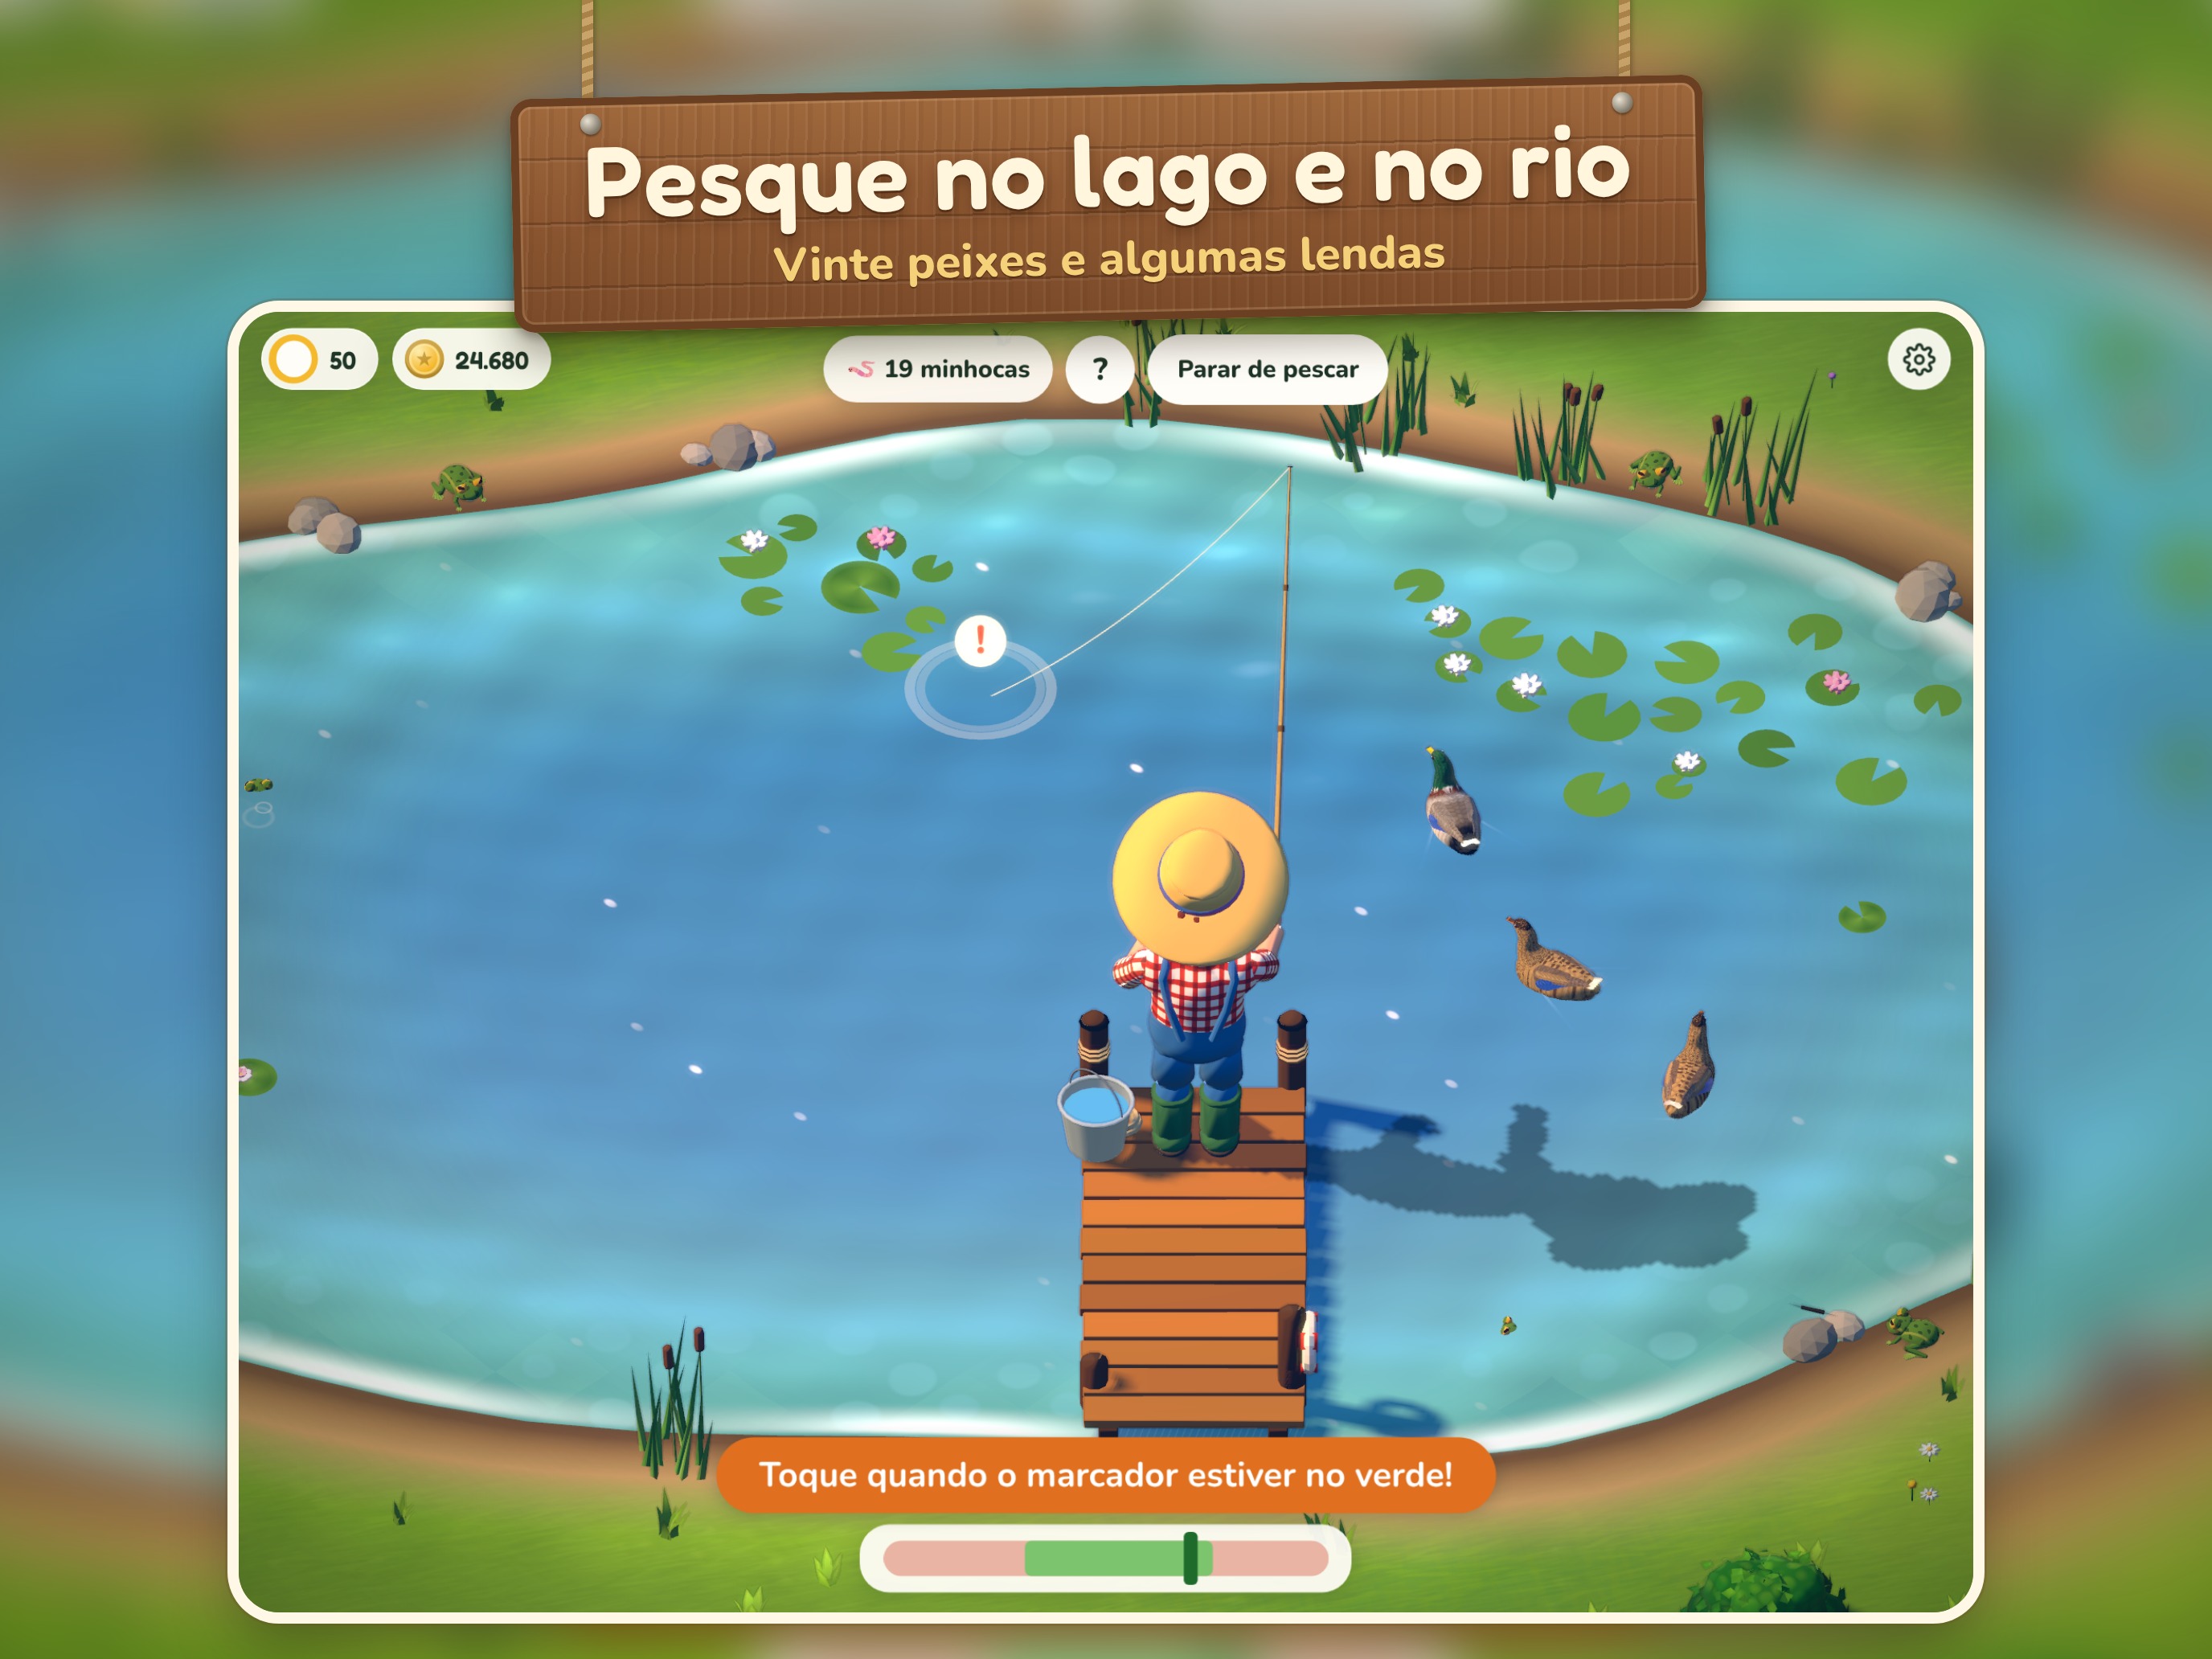 Pesque no lago e no rio
Vinte peixes e algumas lendas
50
24.680
19 minhocas
?
Parar de pescar
!
Toque quando o marcador estiver no verde!